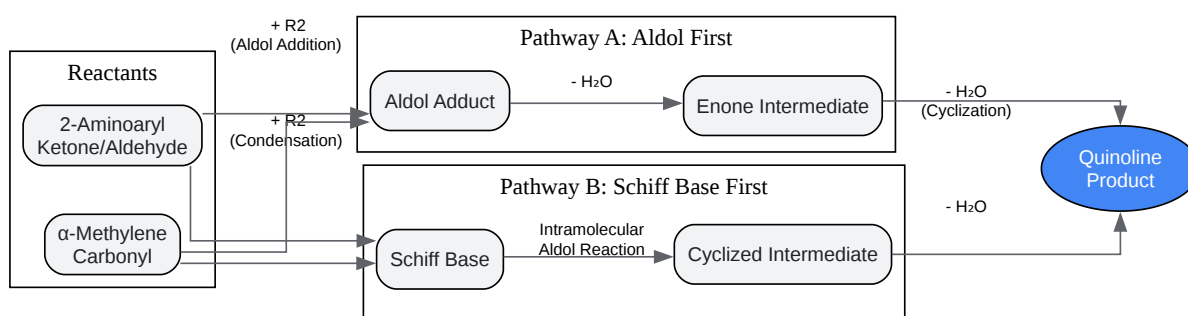 + R2
(Aldol Addition)
Reactants
2-Aminoaryl
Ketone/Aldehyde
α-Methylene
Carbonyl
+ R2
(Condensation)
Pathway A: Aldol First
Aldol Adduct
- H₂O
Enone Intermediate
- H₂O
(Cyclization)
Pathway B: Schiff Base First
Schiff Base
Intramolecular
Aldol Reaction
Cyclized Intermediate
- H₂O
Quinoline
Product